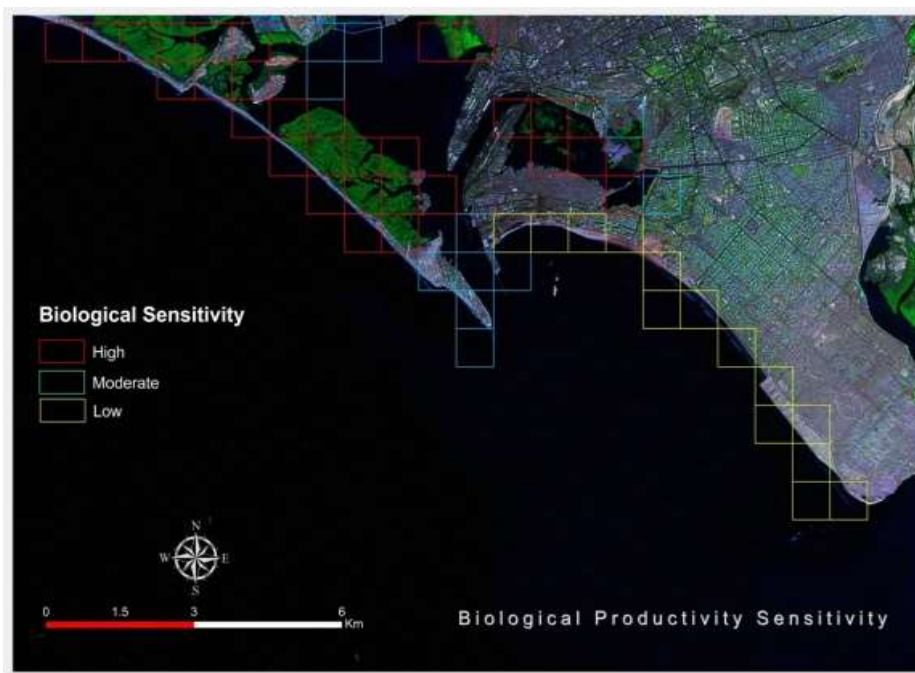 Biological Sensitivity
High
Moderate
Low
N
W E
S
0 1.5 3 6
Km
Biological Productivity Sensitivity